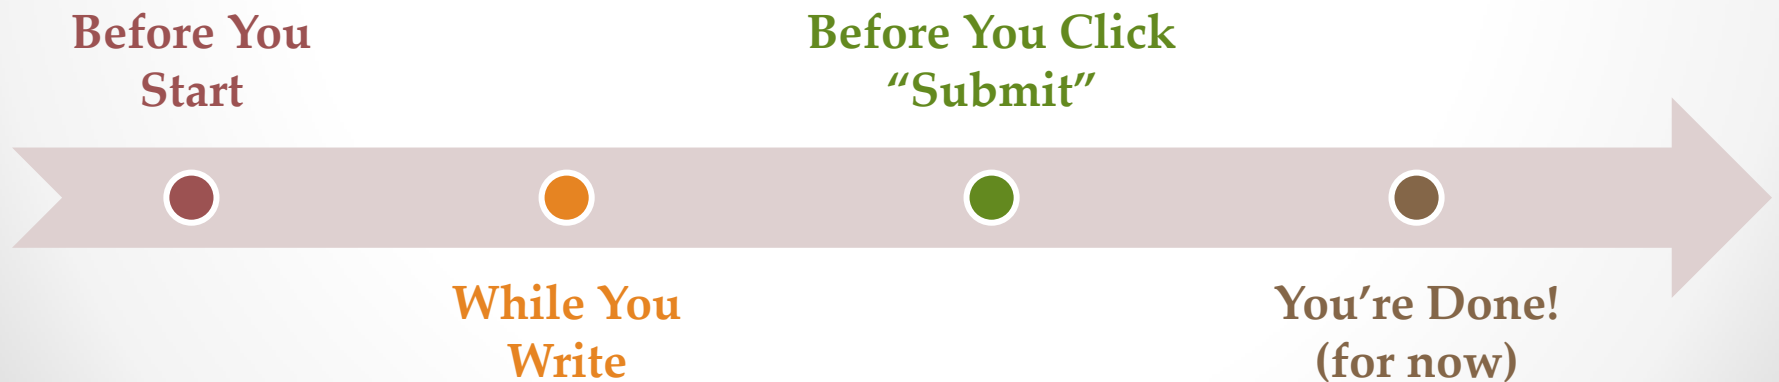 Before You
Start
While You
Write
Before You Click
“Submit”
You’re Done!
(for now)